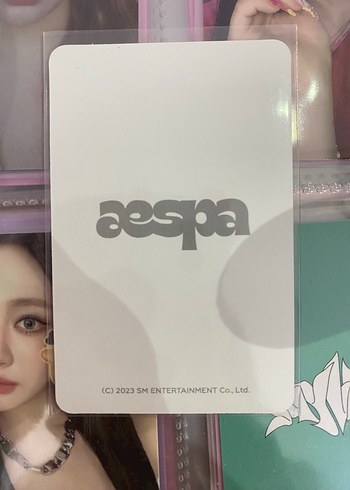 aespa
(C) 2023 SM ENTERTAINMENT Co., Ltd.